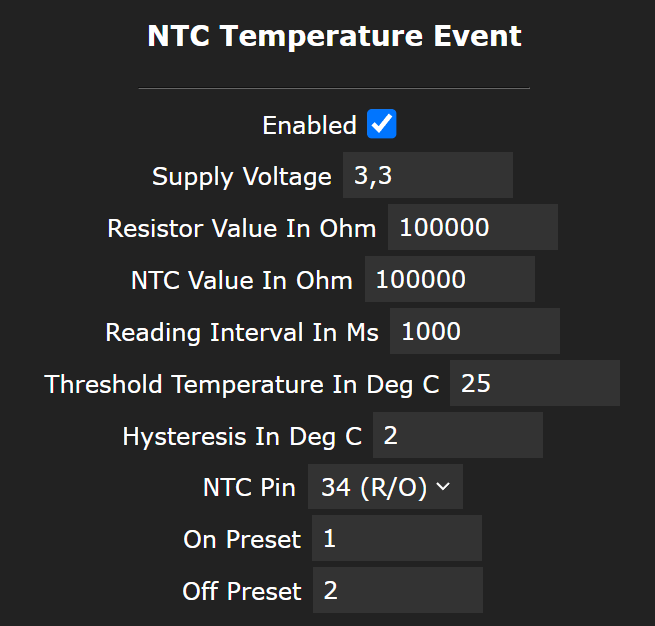 NTC Temperature Event
Enabled
Supply Voltage 3,3
Resistor Value In Ohm 100000
NTC Value In Ohm 100000
Reading Interval In Ms 1000
Threshold Temperature In Deg C 25
Hysteresis In Deg C 2
NTC Pin 34 (R/O)
On Preset 1
Off Preset 2